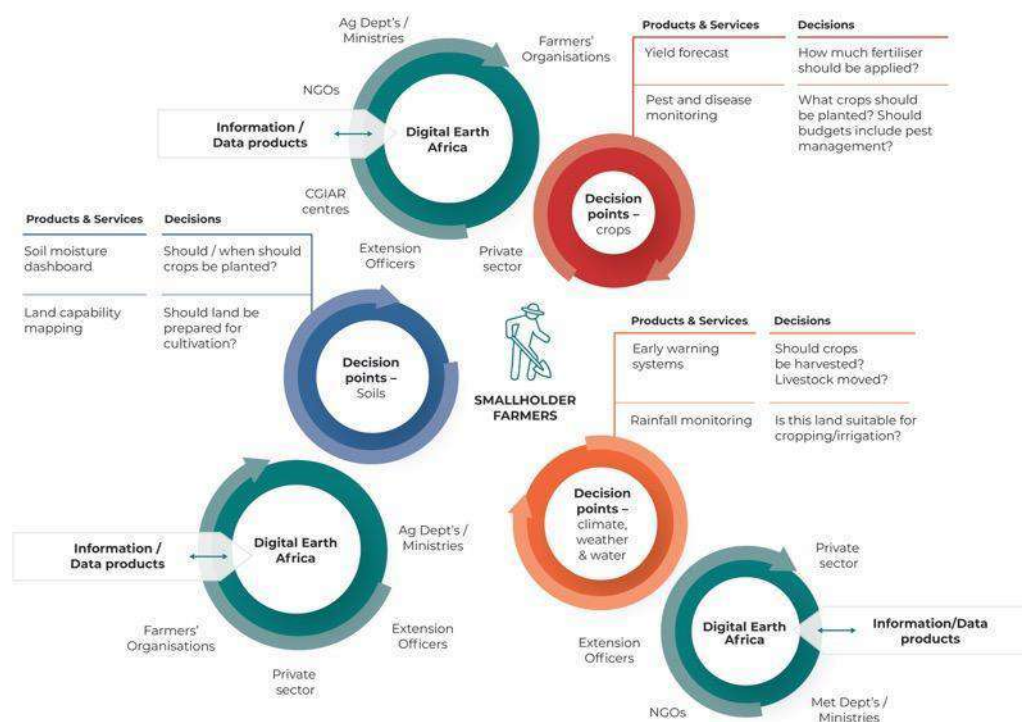 Ag Dept's /
Ministries
Farmers'
Organisations
NGOs
Information /
Data products
Digital Earth
Africa
CGIAR
centres
Extension
Officers
Private
sector
Products & Services
Decisions
Yield forecast
How much fertiliser
should be applied?
Pest and disease
monitoring
What crops should
be planted? Should
budgets include pest
management?
Decision
points –
crops
Products & Services
Decisions
Soil moisture
dashboard
Should / when should
crops be planted?
Land capability
mapping
Should land be
prepared for
cultivation?
Decision
points –
Soils
SMALLHOLDER
FARMERS
Products & Services
Decisions
Early warning
systems
Should crops
be harvested?
Livestock moved?
Rainfall monitoring
Is this land suitable for
cropping/irrigation?
Decision
points –
climate,
weather
& water
Information /
Data products
Digital Earth
Africa
Ag Dept's /
Ministries
Extension
Officers
Private
sector
Farmers'
Organisations
Private
sector
Digital Earth
Africa
Information/Data
products
Extension
Officers
NGOs
Met Dept's /
Ministries